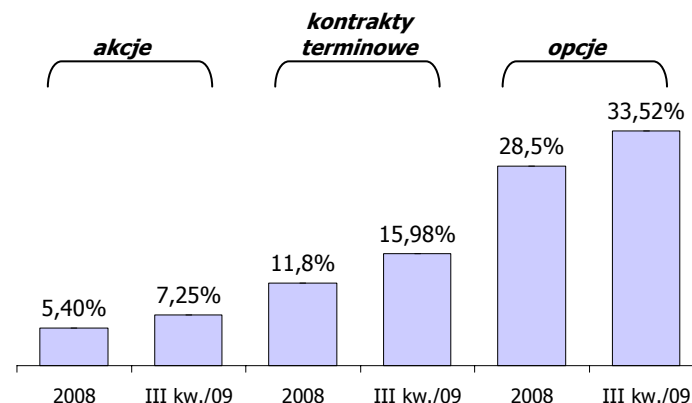 akcje
kontrakty
terminowe
opcje
5,40%
7,25%
11,8%
15,98%
28,5%
33,52%
2008
III kw./09
2008
III kw./09
2008
III kw./09